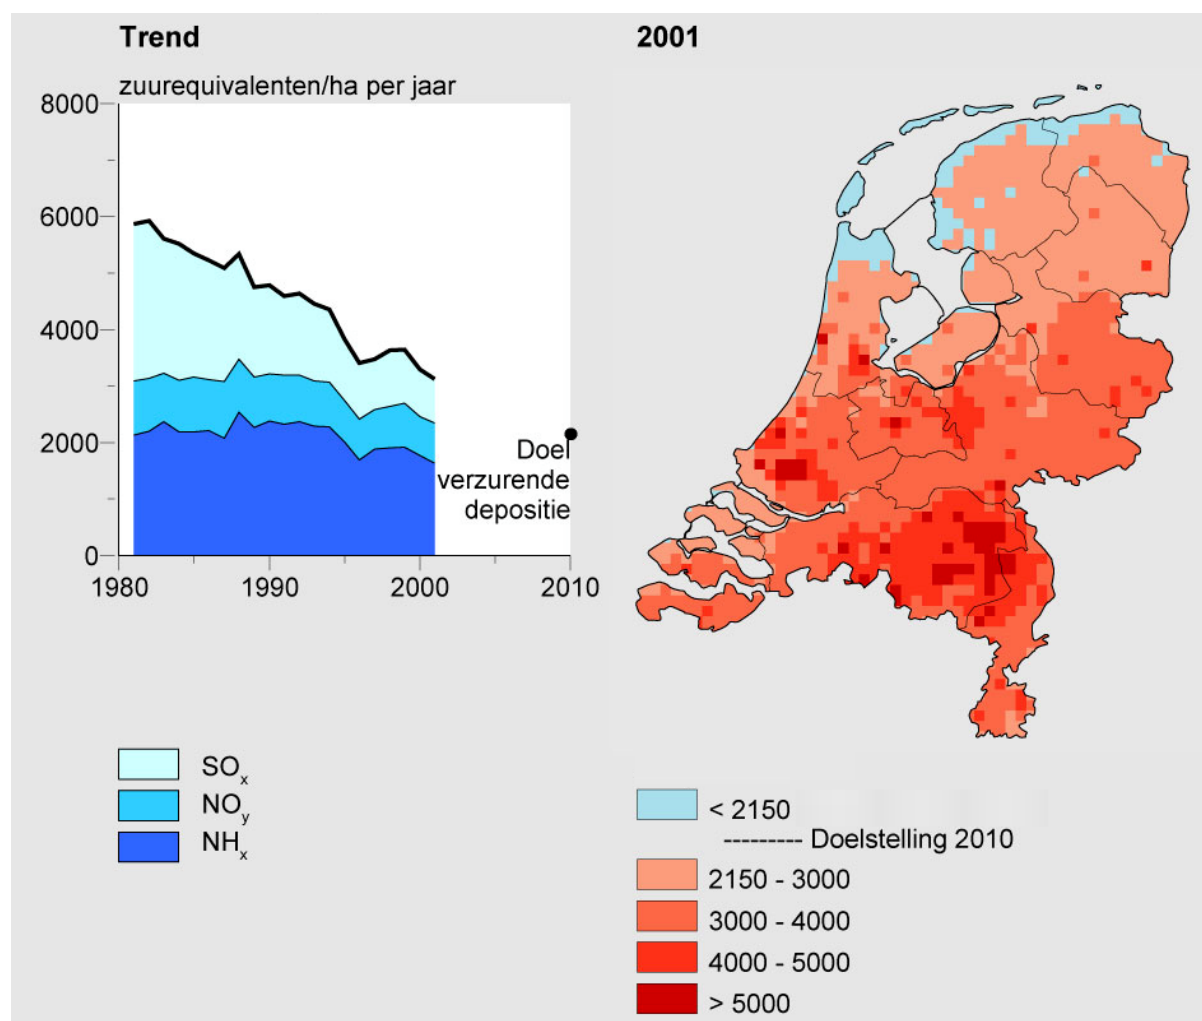 Trend
zuurequivalenten/ha per jaar
8000
6000
4000
2000
0
1980
1990
2000
2010
Doel
verzurende
depositie
SOx
NOy
NHx
2001
< 2150
--------- Doelstelling 2010
2150 - 3000
3000 - 4000
4000 - 5000
> 5000